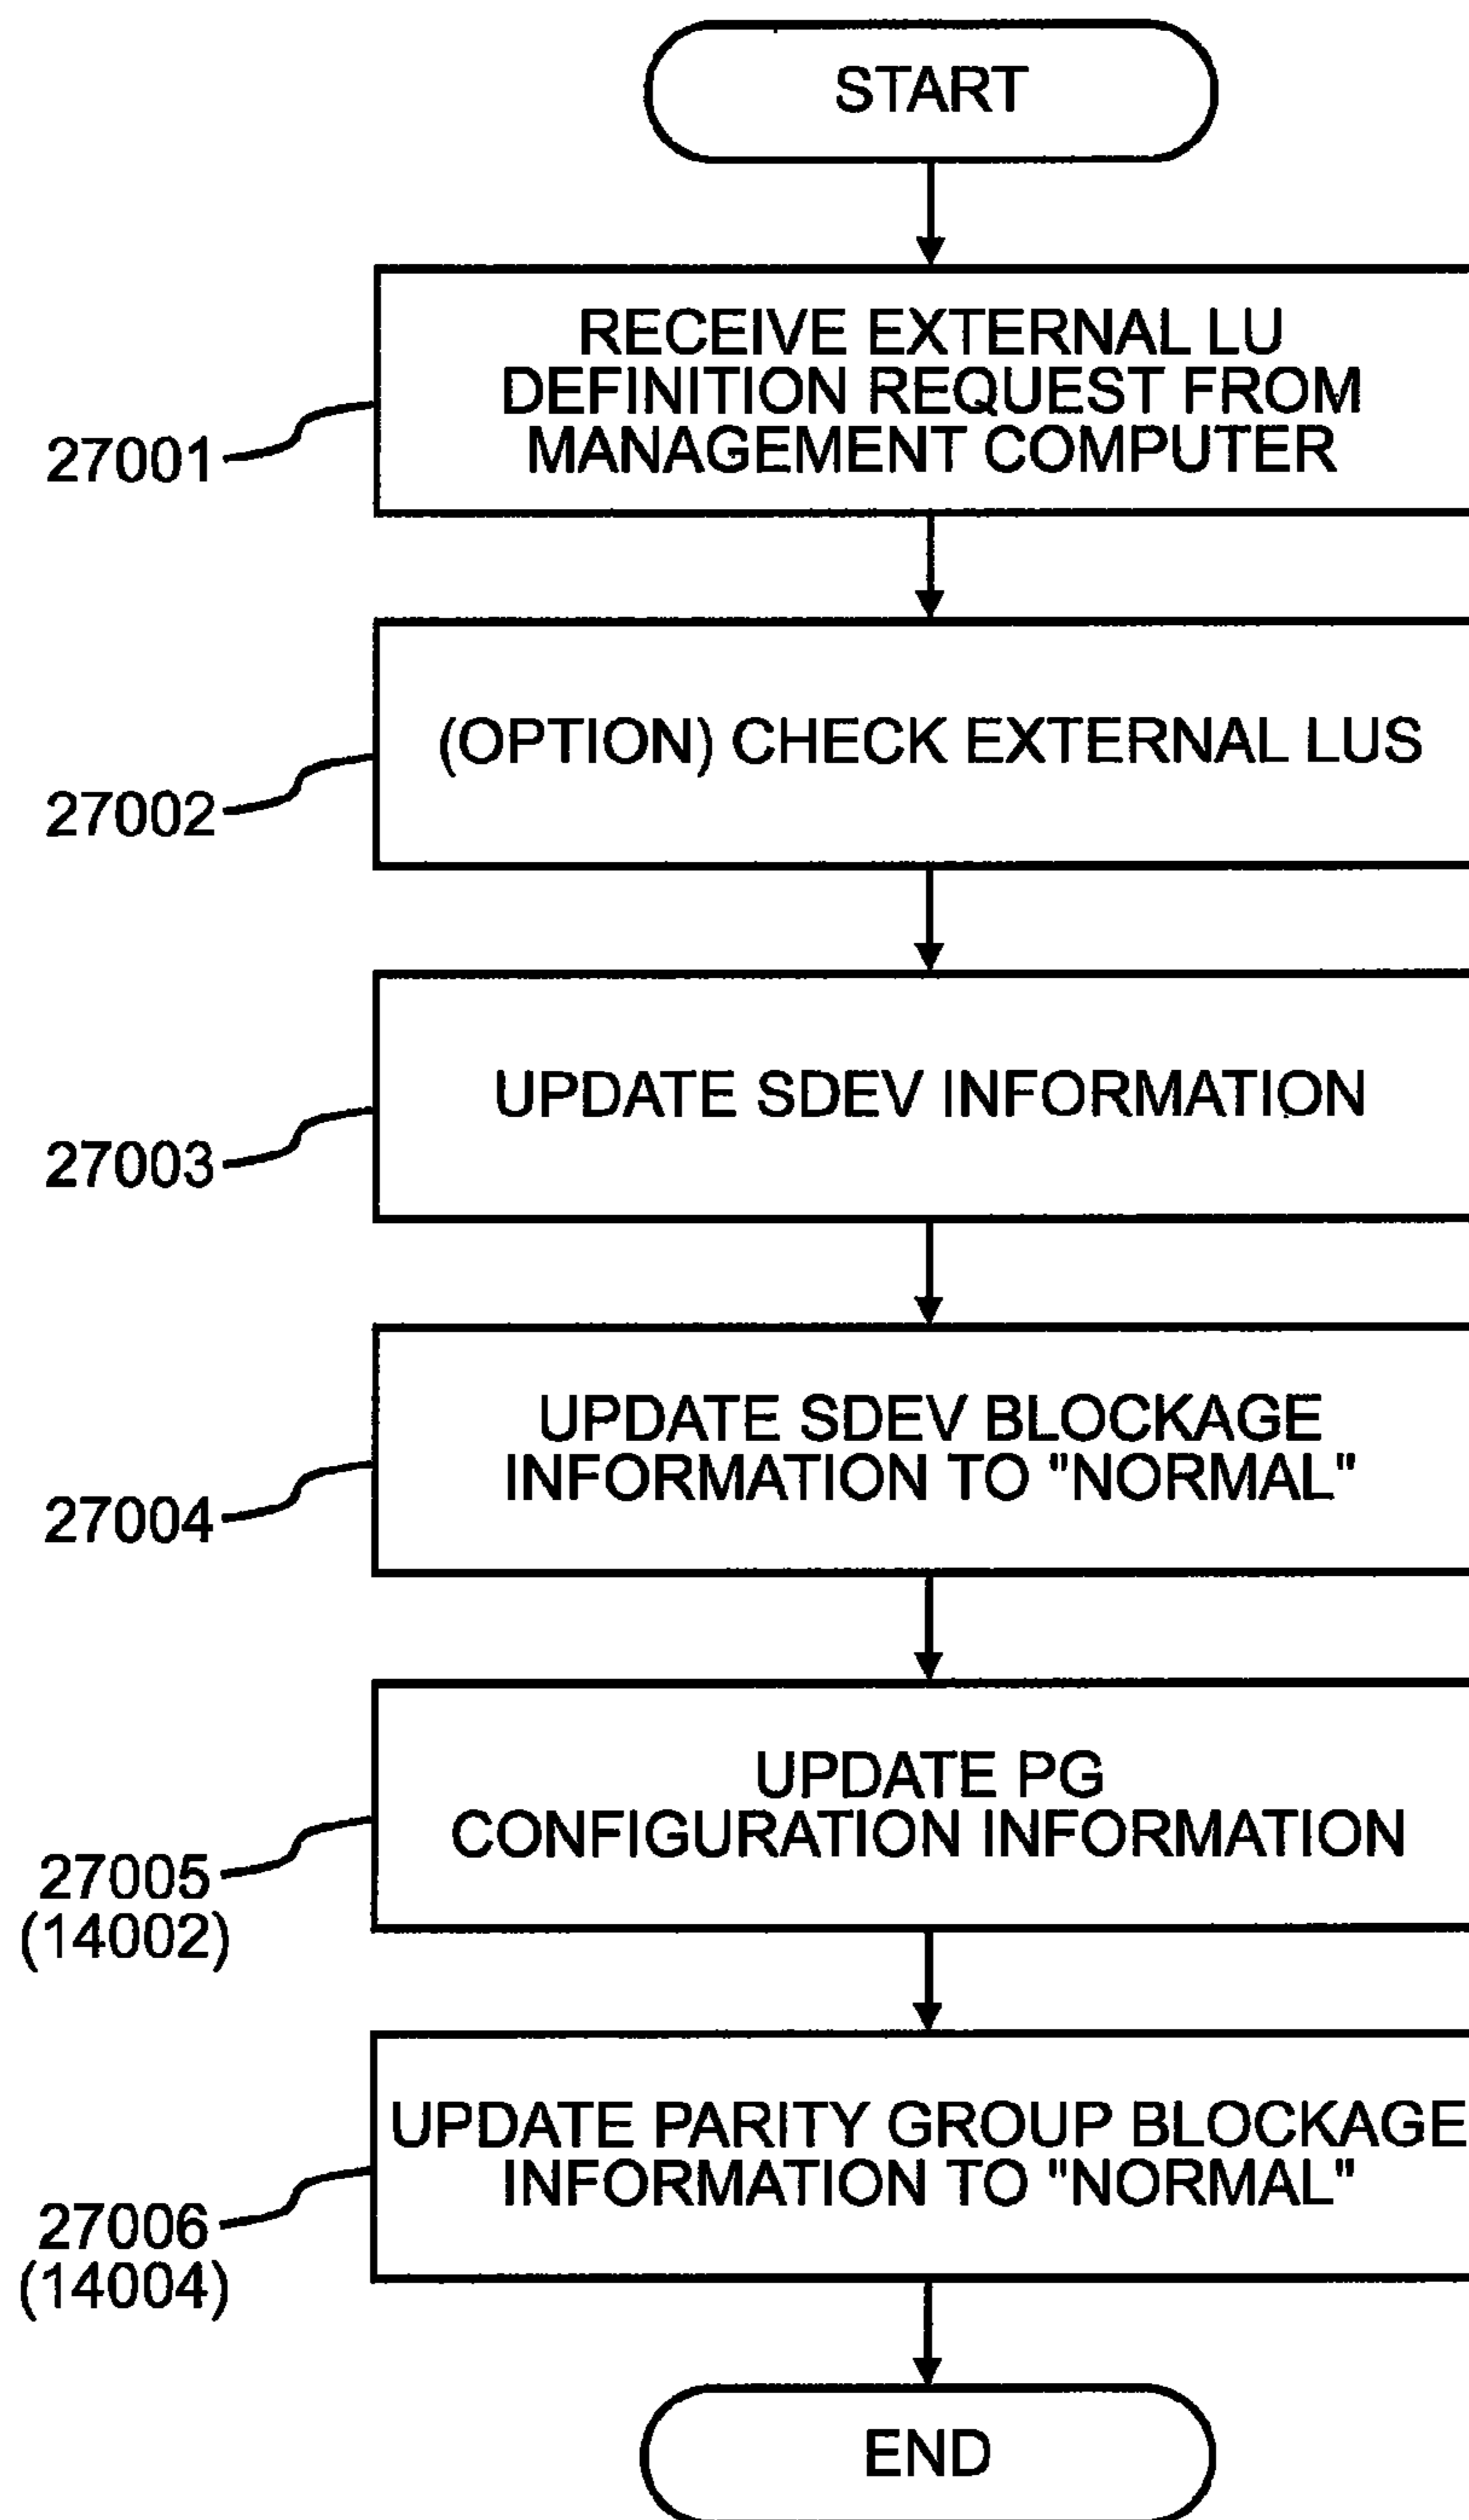 START
RECEIVE EXTERNAL LU
DEFINITION REQUEST FROM
MANAGEMENT COMPUTER
27001
(OPTION) CHECK EXTERNAL LUS
27002
UPDATE SDEV INFORMATION
27003
UPDATE SDEV BLOCKAGE
INFORMATION TO "NORMAL"
27004
UPDATE PG
CONFIGURATION INFORMATION
27005
(14002)
UPDATE PARITY GROUP BLOCKAGE
INFORMATION TO "NORMAL"
27006
(14004)
END